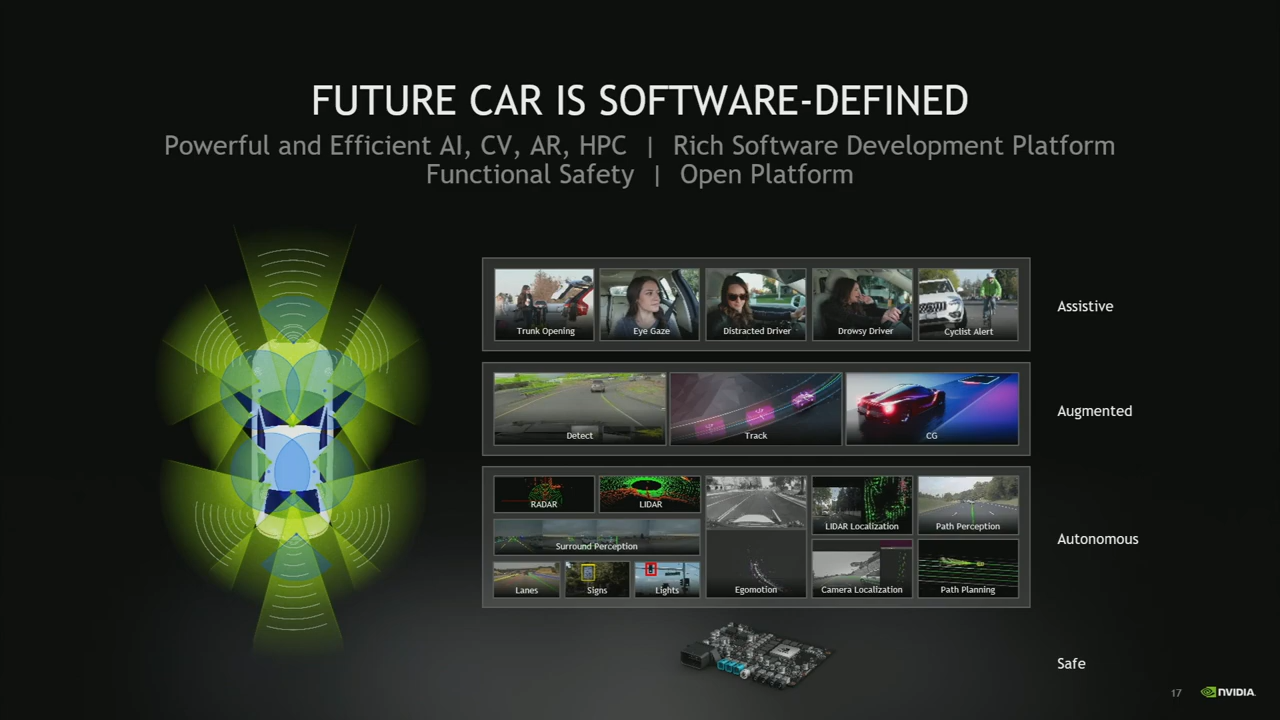 FUTURE CAR IS SOFTWARE-DEFINED
Powerful and Efficient AI, CV, AR, HPC | Rich Software Development Platform
Functional Safety | Open Platform
Trunk Opening
Eye Gaze
Distracted Driver
Drowsy Driver
Cyclist Alert
Assistive
Detect
Track
CG
Augmented
RADAR
LIDAR
Surround Perception
Lanes
Signs
Lights
Egomotion
LIDAR Localization
Camera Localization
Path Perception
Path Planning
Autonomous
Safe
17
NVIDIA.